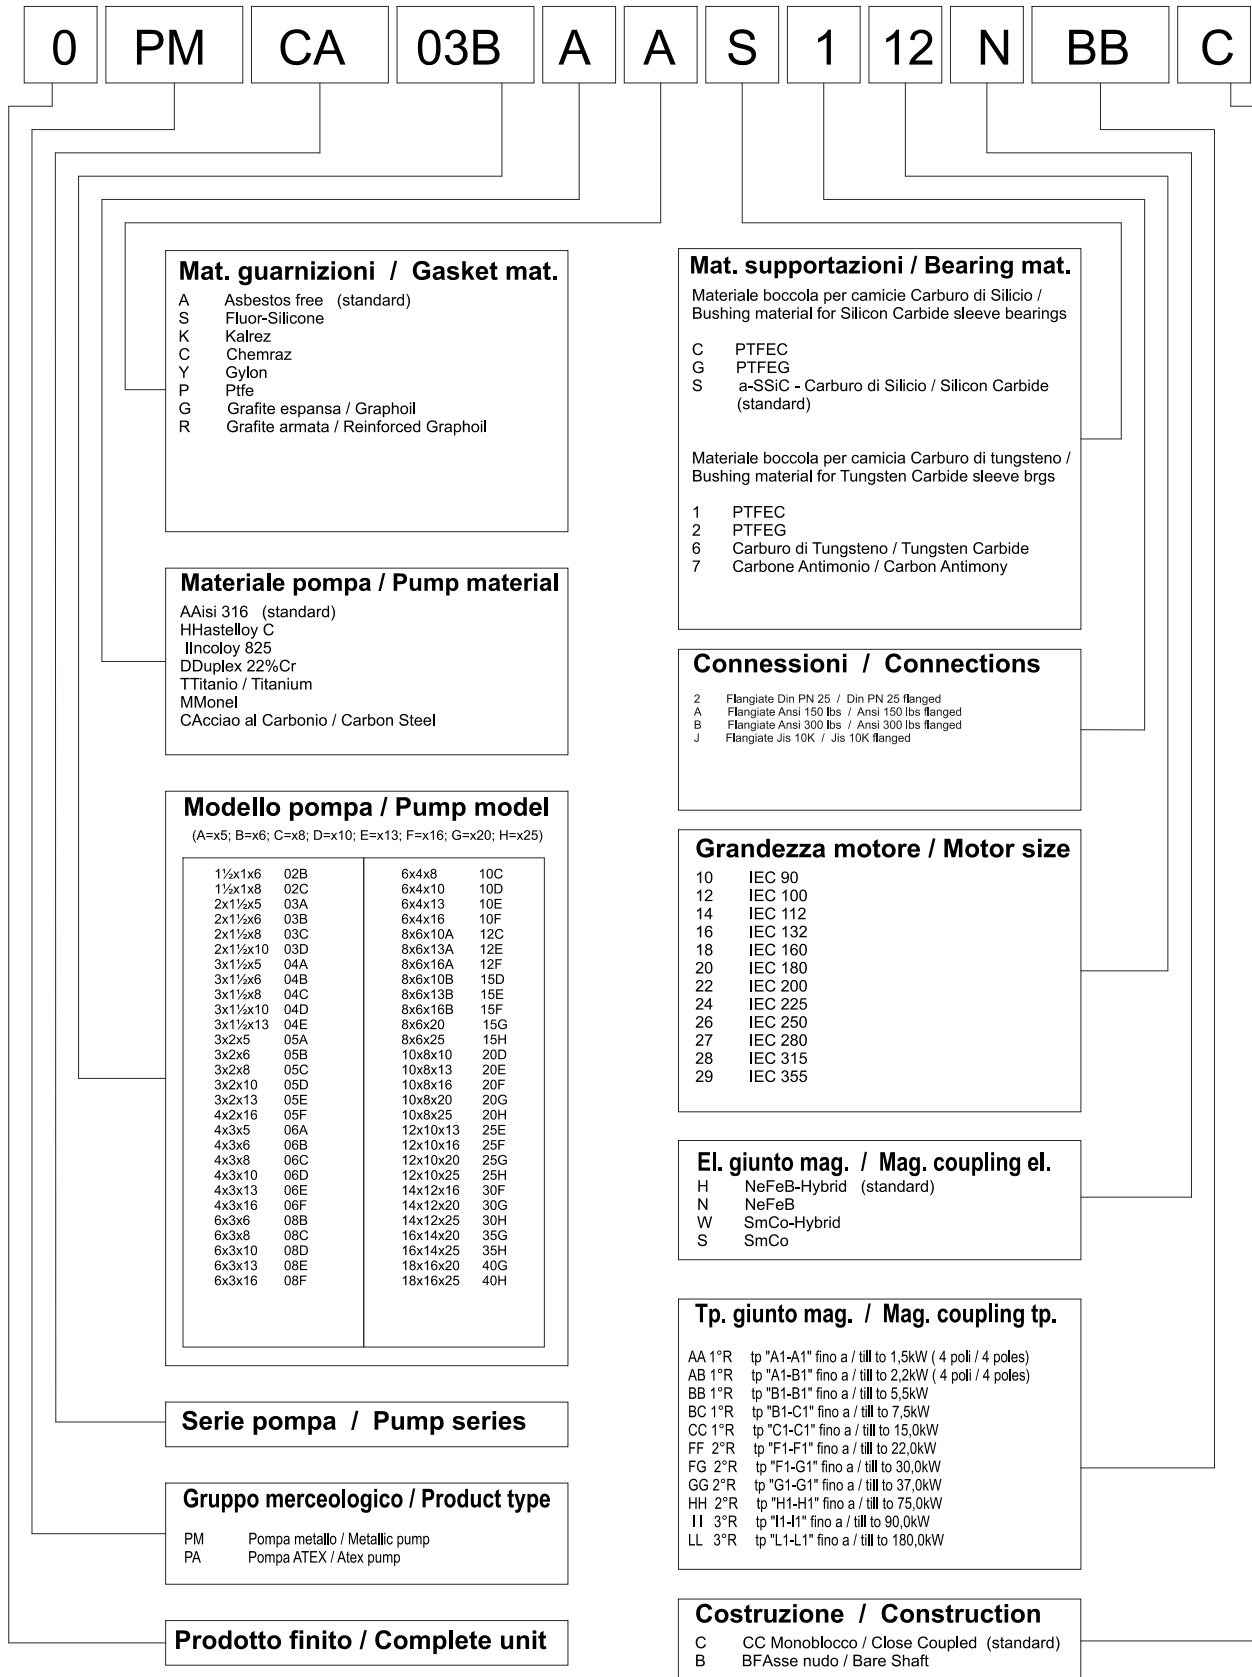 0 PM CA 03B A A S 1 12 N BB C
Mat. guarnizioni / Gasket mat.
A Asbestos free (standard)
S Fluor-Silicone
K Kalrez
C Chemraz
Y Gylon
P Ptfe
G Grafite espansa / Graphoil
R Grafite armata / Reinforced Graphoil
Materiale pompa / Pump material
AAisi 316 (standard)
HHastelloy C
IIncoloy 825
DDuplex 22%Cr
TTitanio / Titanium
MMonel
CAcciao al Carbonio / Carbon Steel
Modello pompa / Pump model
(A=x5; B=x6; C=x8; D=x10; E=x13; F=x16; G=x20; H=x25)
1½x1x6 02B
1½x1x8 02C
2x1½x5 03A
2x1½x6 03B
2x1½x8 03C
2x1½x10 03D
3x1½x5 04A
3x1½x6 04B
3x1½x8 04C
3x1½x10 04D
3x1½x13 04E
3x2x5 05A
3x2x6 05B
3x2x8 05C
3x2x10 05D
3x2x13 05E
4x2x16 05F
4x3x5 06A
4x3x6 06B
4x3x8 06C
4x3x10 06D
4x3x13 06E
4x3x16 06F
6x3x6 08B
6x3x8 08C
6x3x10 08D
6x3x13 08E
6x3x16 08F
6x4x8 10C
6x4x10 10D
6x4x13 10E
6x4x16 10F
8x6x10A 12C
8x6x13A 12E
8x6x16A 12F
8x6x10B 15D
8x6x13B 15E
8x6x16B 15F
8x6x20 15G
8x6x25 15H
10x8x10 20D
10x8x13 20E
10x8x16 20F
10x8x20 20G
10x8x25 20H
12x10x13 25E
12x10x16 25F
12x10x20 25G
12x10x25 25H
14x12x16 30F
14x12x20 30G
14x12x25 30H
16x14x20 35G
16x14x25 35H
18x16x20 40G
18x16x25 40H
Serie pompa / Pump series
Gruppo merceologico / Product type
PM Pompa metallo / Metallic pump
PA Pompa ATEX / Atex pump
Prodotto finito / Complete unit
Mat. supportazioni / Bearing mat.
Materiale boccola per camicie Carburo di Silicio /
Bushing material for Silicon Carbide sleeve bearings
C PTFEC
G PTFEG
S a-SSiC - Carburo di Silicio / Silicon Carbide
(standard)
Materiale boccola per camicia Carburo di tungsteno /
Bushing material for Tungsten Carbide sleeve brgs
1 PTFEC
2 PTFEG
6 Carburo di Tungsteno / Tungsten Carbide
7 Carbone Antimonio / Carbon Antimony
Connessioni / Connections
2 Flangiate Din PN 25 / Din PN 25 flanged
A Flangiate Ansi 150 lbs / Ansi 150 lbs flanged
B Flangiate Ansi 300 lbs / Ansi 300 lbs flanged
J Flangiate Jis 10K / Jis 10K flanged
Grandezza motore / Motor size
10 IEC 90
12 IEC 100
14 IEC 112
16 IEC 132
18 IEC 160
20 IEC 180
22 IEC 200
24 IEC 225
26 IEC 250
27 IEC 280
28 IEC 315
29 IEC 355
El. giunto mag. / Mag. coupling el.
H NeFeB-Hybrid (standard)
N NeFeB
W SmCo-Hybrid
S SmCo
Tp. giunto mag. / Mag. coupling tp.
AA 1°R tp "A1-A1" fino a / till to 1,5kW ( 4 poli / 4 poles)
AB 1°R tp "A1-B1" fino a / till to 2,2kW ( 4 poli / 4 poles)
BB 1°R tp "B1-B1" fino a / till to 5,5kW
BC 1°R tp "B1-C1" fino a / till to 7,5kW
CC 1°R tp "C1-C1" fino a / till to 15,0kW
FF 2°R tp "F1-F1" fino a / till to 22,0kW
FG 2°R tp "F1-G1" fino a / till to 30,0kW
GG 2°R tp "G1-G1" fino a / till to 37,0kW
HH 2°R tp "H1-H1" fino a / till to 75,0kW
I I 3°R tp "I1-I1" fino a / till to 90,0kW
LL 3°R tp "L1-L1" fino a / till to 180,0kW
Costruzione / Construction
C CC Monoblocco / Close Coupled (standard)
B BFAsse nudo / Bare Shaft